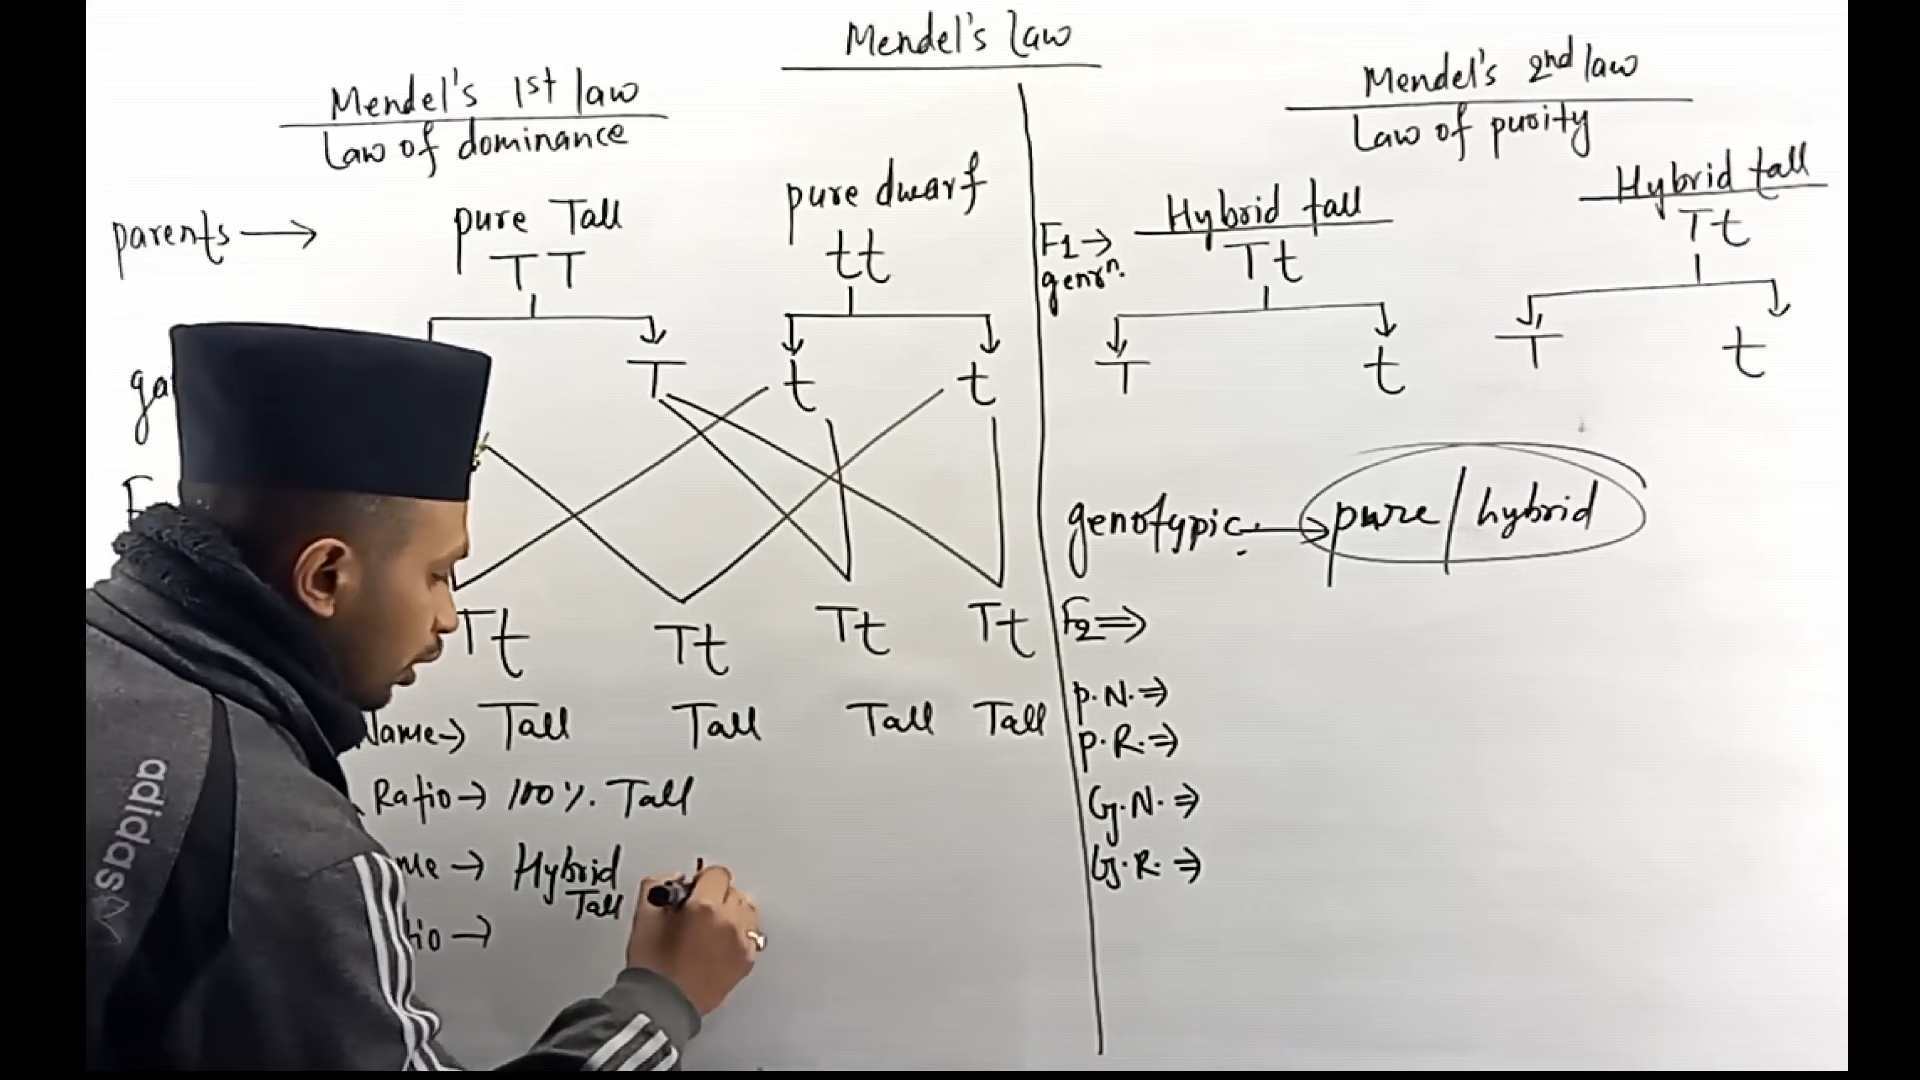 Mendel's law
Mendel's 1st law
Law of dominance
parents → pure Tall pure dwarf
TT tt
T t t
Tt Tt Tt Tt
Name → Tall Tall Tall Tall
Ratio → 100%. Tall
→ Hybrid
Tall
→
Mendel's 2nd law
Law of purity
Hybrid tall Hybrid tall
F1 → Tt Tt
genrn.
T t T t
genotypic. → pure / hybrid
F2 ⇒
P.N. ⇒
P.R. ⇒
G.N. ⇒
G.R. ⇒
adidas